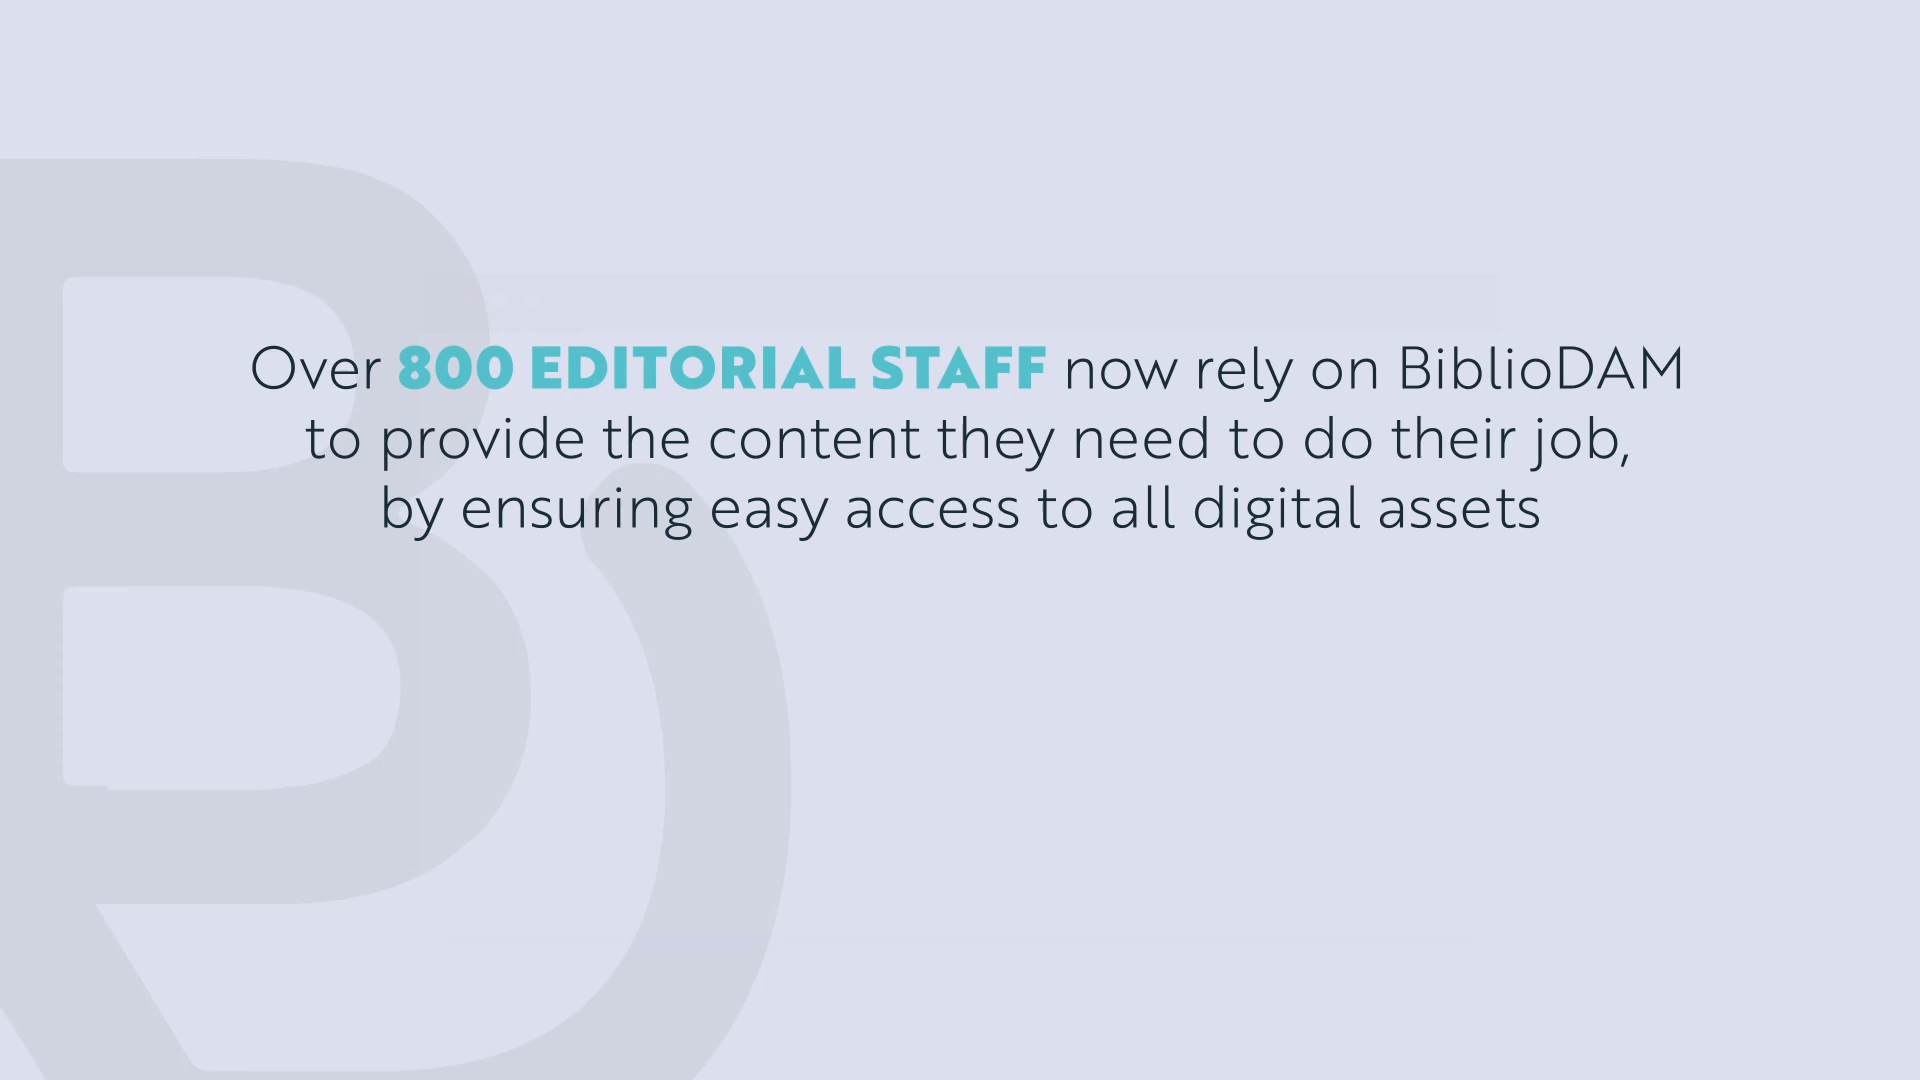 Over 800 EDITORIAL STAFF now rely on BiblioDAM
to provide the content they need to do their job,
by ensuring easy access to all digital assets